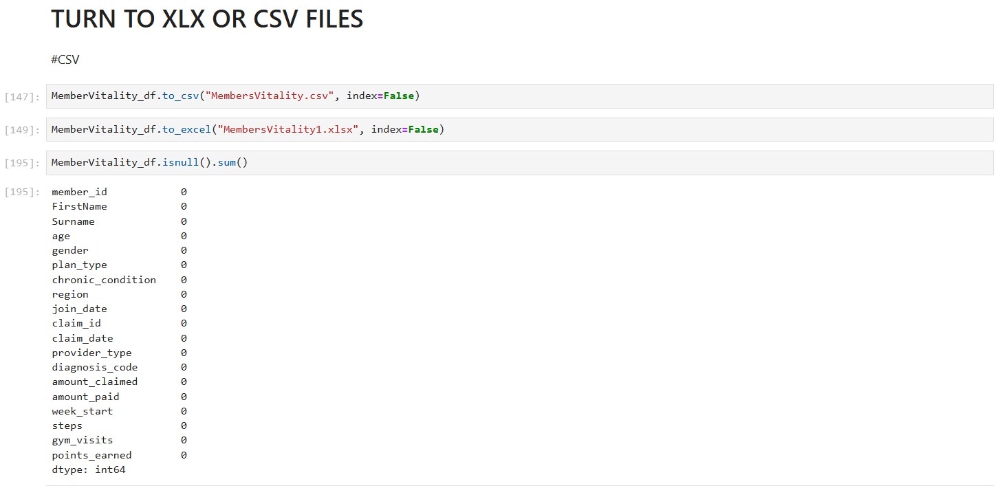 TURN TO XLX OR CSV FILES
#CSV
[147]: MemberVitality_df.to_csv("MembersVitality.csv", index=False)
[149]: MemberVitality_df.to_excel("MembersVitality1.xlsx", index=False)
[195]: MemberVitality_df.isnull().sum()
[195]: member_id 0
FirstName 0
Surname 0
age 0
gender 0
plan_type 0
chronic_condition 0
region 0
join_date 0
claim_id 0
claim_date 0
provider_type 0
diagnosis_code 0
amount_claimed 0
amount_paid 0
week_start 0
steps 0
gym_visits 0
points_earned 0
dtype: int64